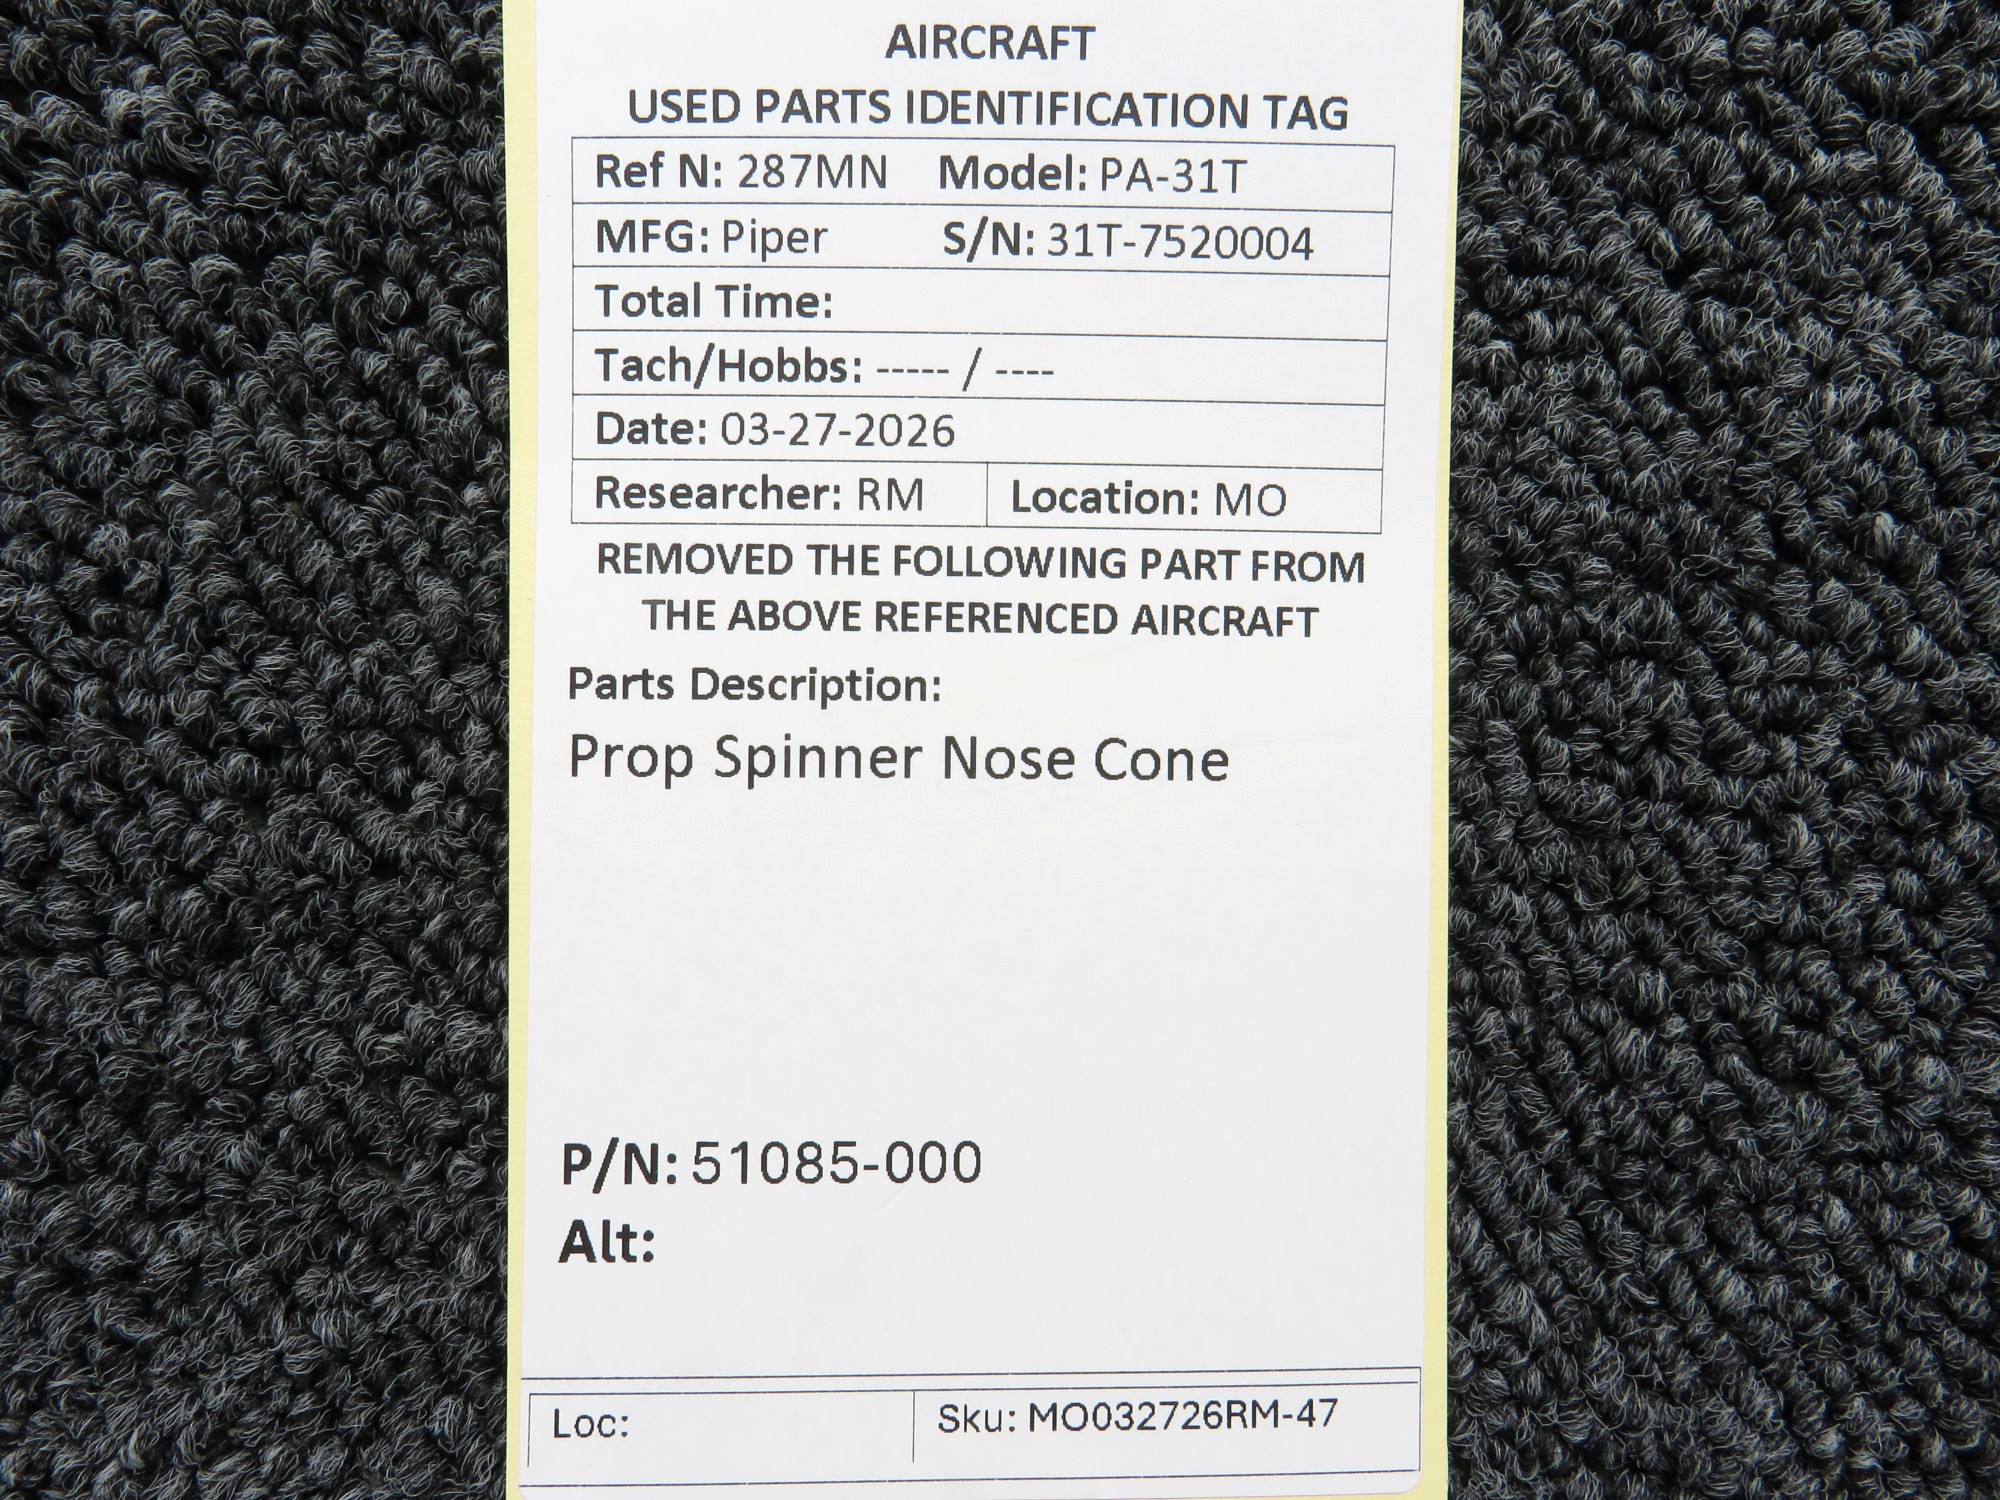 AIRCRAFT
USED PARTS IDENTIFICATION TAG
Ref N: 287MN Model: PA-31T
MFG: Piper S/N: 31T-7520004
Total Time:
Tach/Hobbs: ----- / ----
Date: 03-27-2026
Researcher: RM Location: MO
REMOVED THE FOLLOWING PART FROM
THE ABOVE REFERENCED AIRCRAFT
Parts Description:
Prop Spinner Nose Cone
P/N: 51085-000
Alt:
Loc: Sku: MO032726RM-47